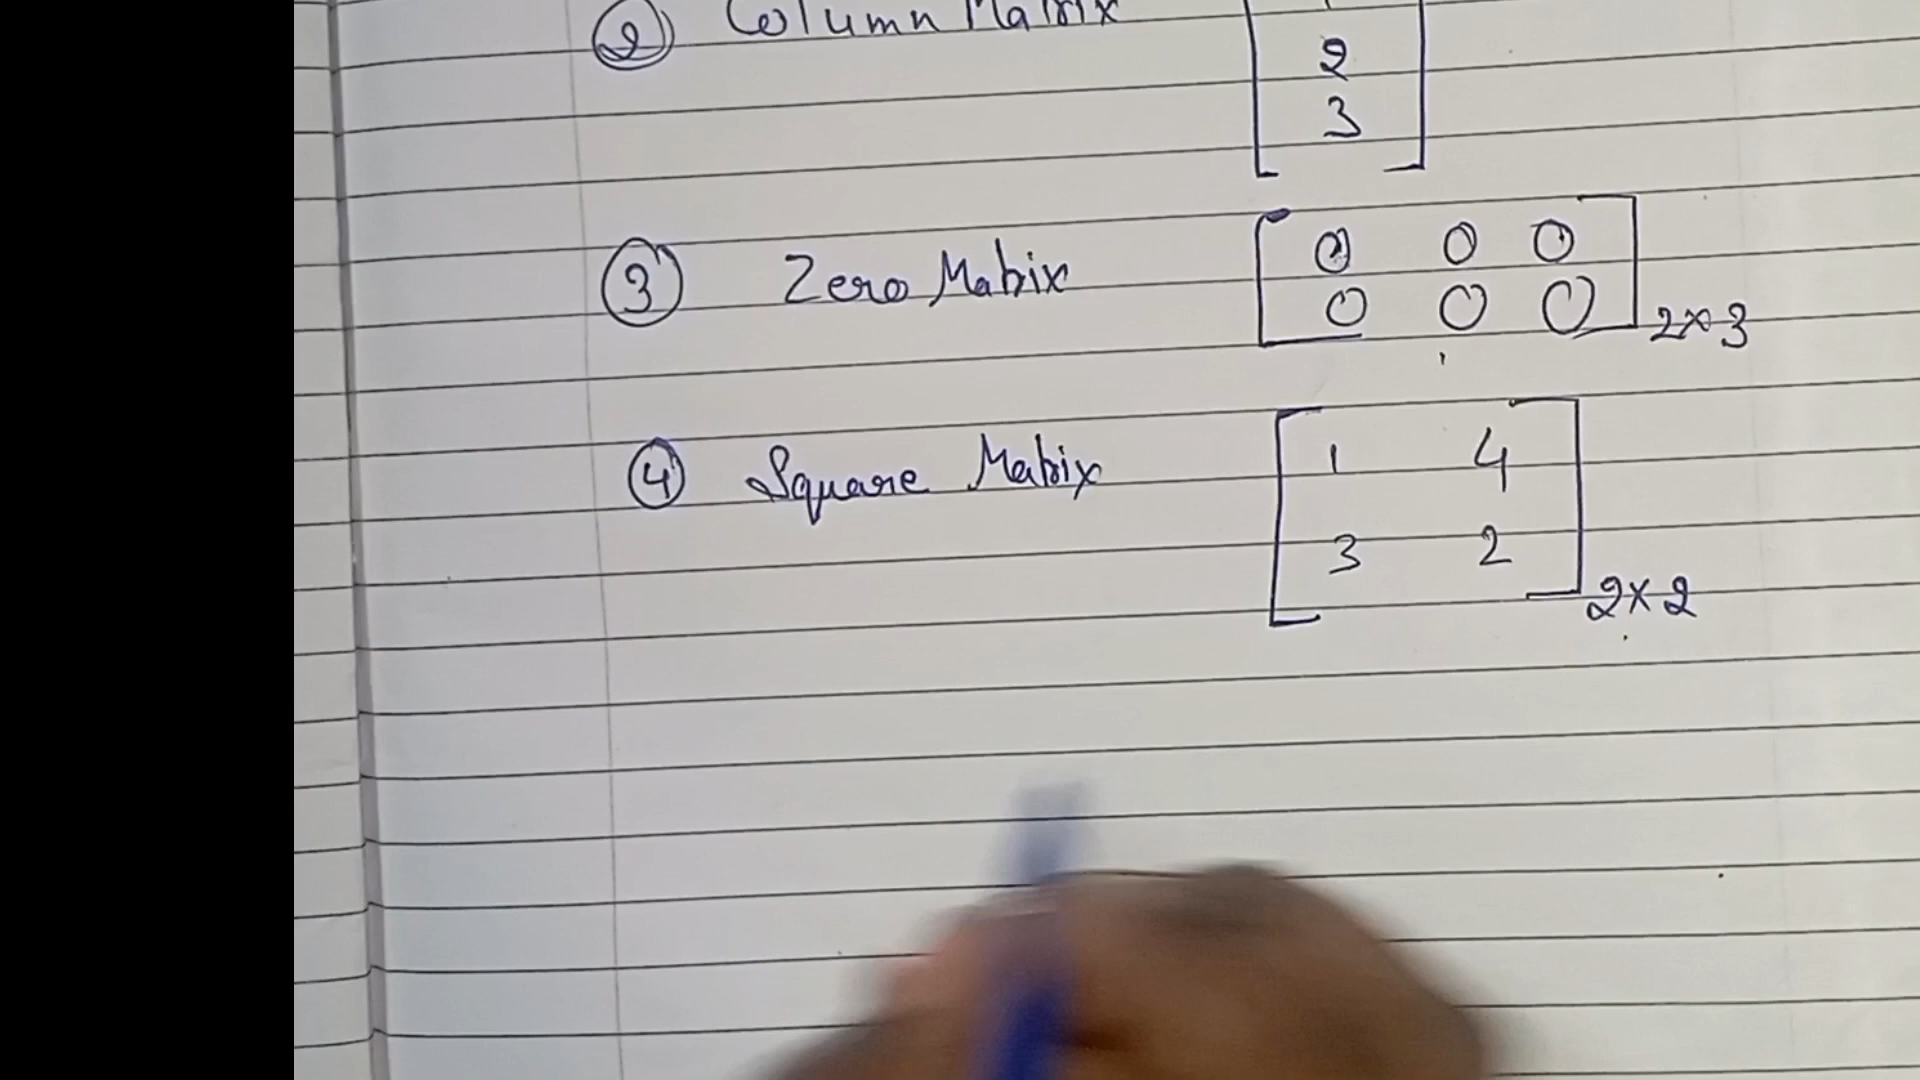 ② Column Matrix
2
3
③ Zero Matrix
0 0 0
0 0 0
2×3
④ Square Matrix
1 4
3 2
2×2